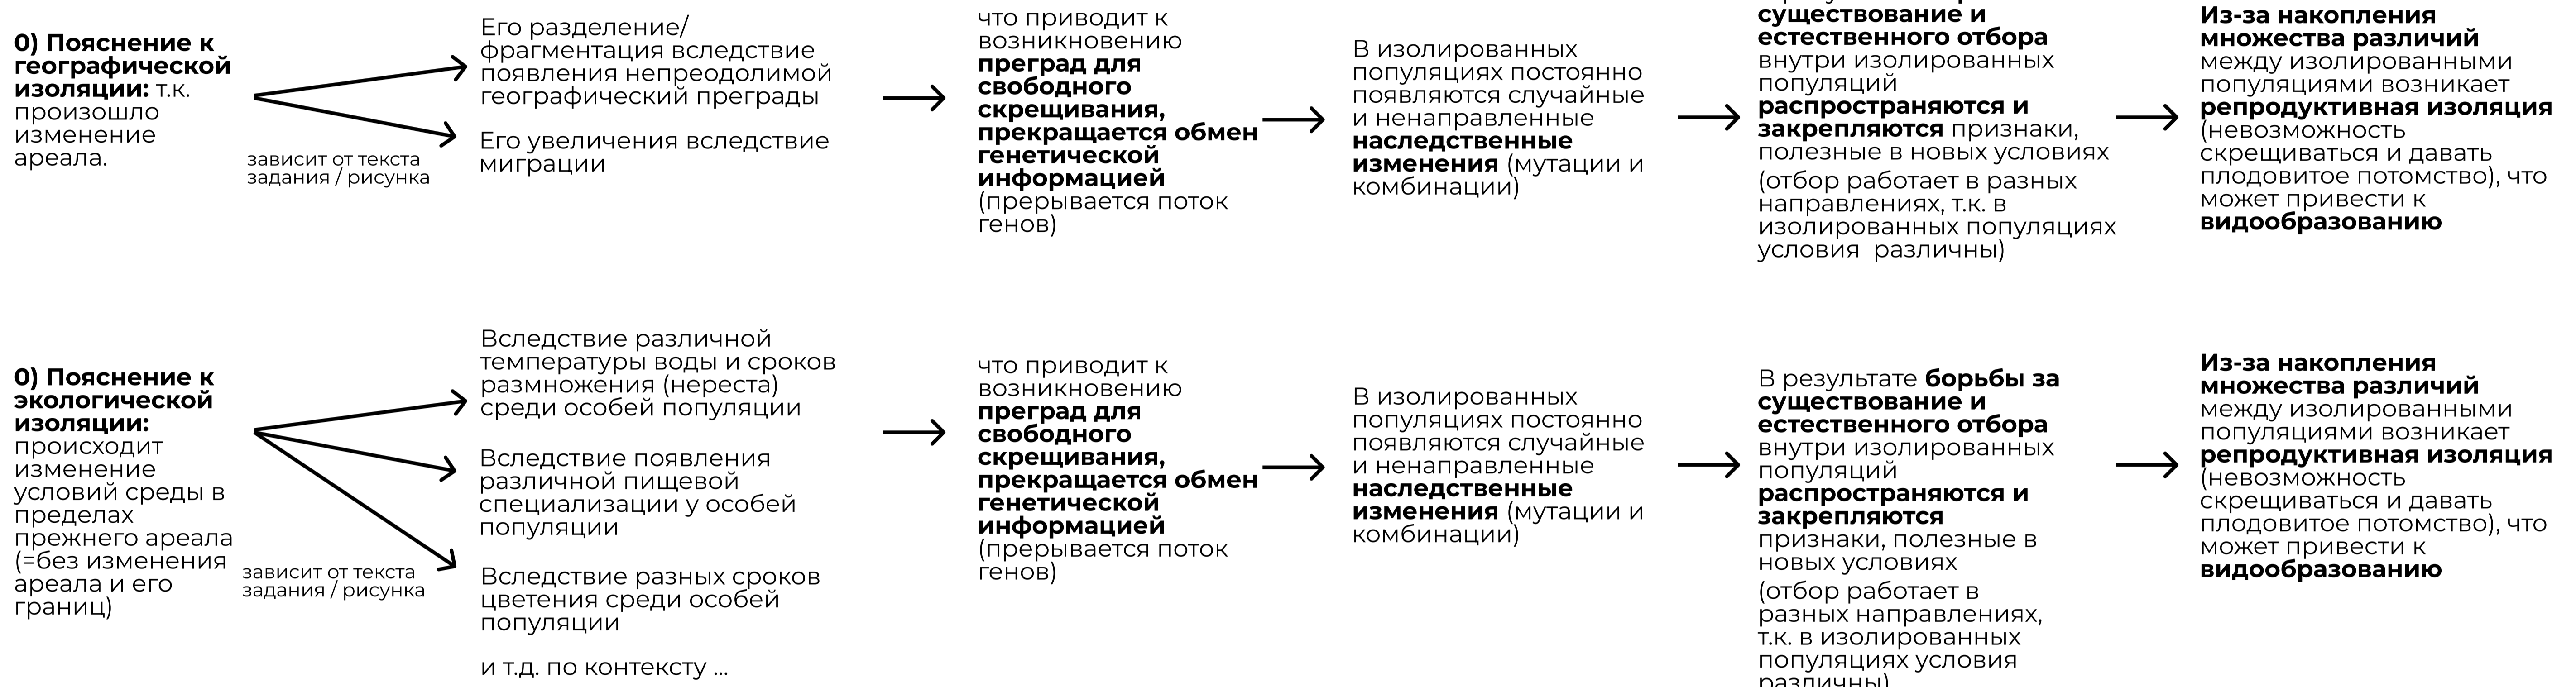 0) Пояснение к
географической
изоляции: т.к.
произошло
изменение
ареала.
зависит от текста
задания / рисунка
Его разделение/
фрагментация вследствие
появления непреодолимой
географический преграды
Его увеличения вследствие
миграции
что приводит к
возникновению
преград для
свободного
скрещивания,
прекращается обмен
генетической
информацией
(прерывается поток
генов)
В изолированных
популяциях постоянно
появляются случайные
и ненаправленные
наследственные
изменения (мутации и
комбинации)
существование и
естественного отбора
внутри изолированных
популяций
распространяются и
закрепляются признаки,
полезные в новых условиях
(отбор работает в разных
направлениях, т.к. в
изолированных популяциях
условия различны)
Из-за накопления
множества различий
между изолированными
популяциями возникает
репродуктивная изоляция
(невозможность
скрещиваться и давать
плодовитое потомство), что
может привести к
видообразованию
0) Пояснение к
экологической
изоляции:
происходит
изменение
условий среды в
пределах
прежнего ареала
(=без изменения
ареала и его
границ)
зависит от текста
задания / рисунка
Вследствие различной
температуры воды и сроков
размножения (нереста)
среди особей популяции
Вследствие появления
различной пищевой
специализации у особей
популяции
Вследствие разных сроков
цветения среди особей
популяции
и т.д. по контексту ...
что приводит к
возникновению
преград для
свободного
скрещивания,
прекращается обмен
генетической
информацией
(прерывается поток
генов)
В изолированных
популяциях постоянно
появляются случайные
и ненаправленные
наследственные
изменения (мутации и
комбинации)
В результате борьбы за
существование и
естественного отбора
внутри изолированных
популяций
распространяются и
закрепляются
признаки, полезные в
новых условиях
(отбор работает в
разных направлениях,
т.к. в изолированных
популяциях условия
различны)
Из-за накопления
множества различий
между изолированными
популяциями возникает
репродуктивная изоляция
(невозможность
скрещиваться и давать
плодовитое потомство), что
может привести к
видообразованию